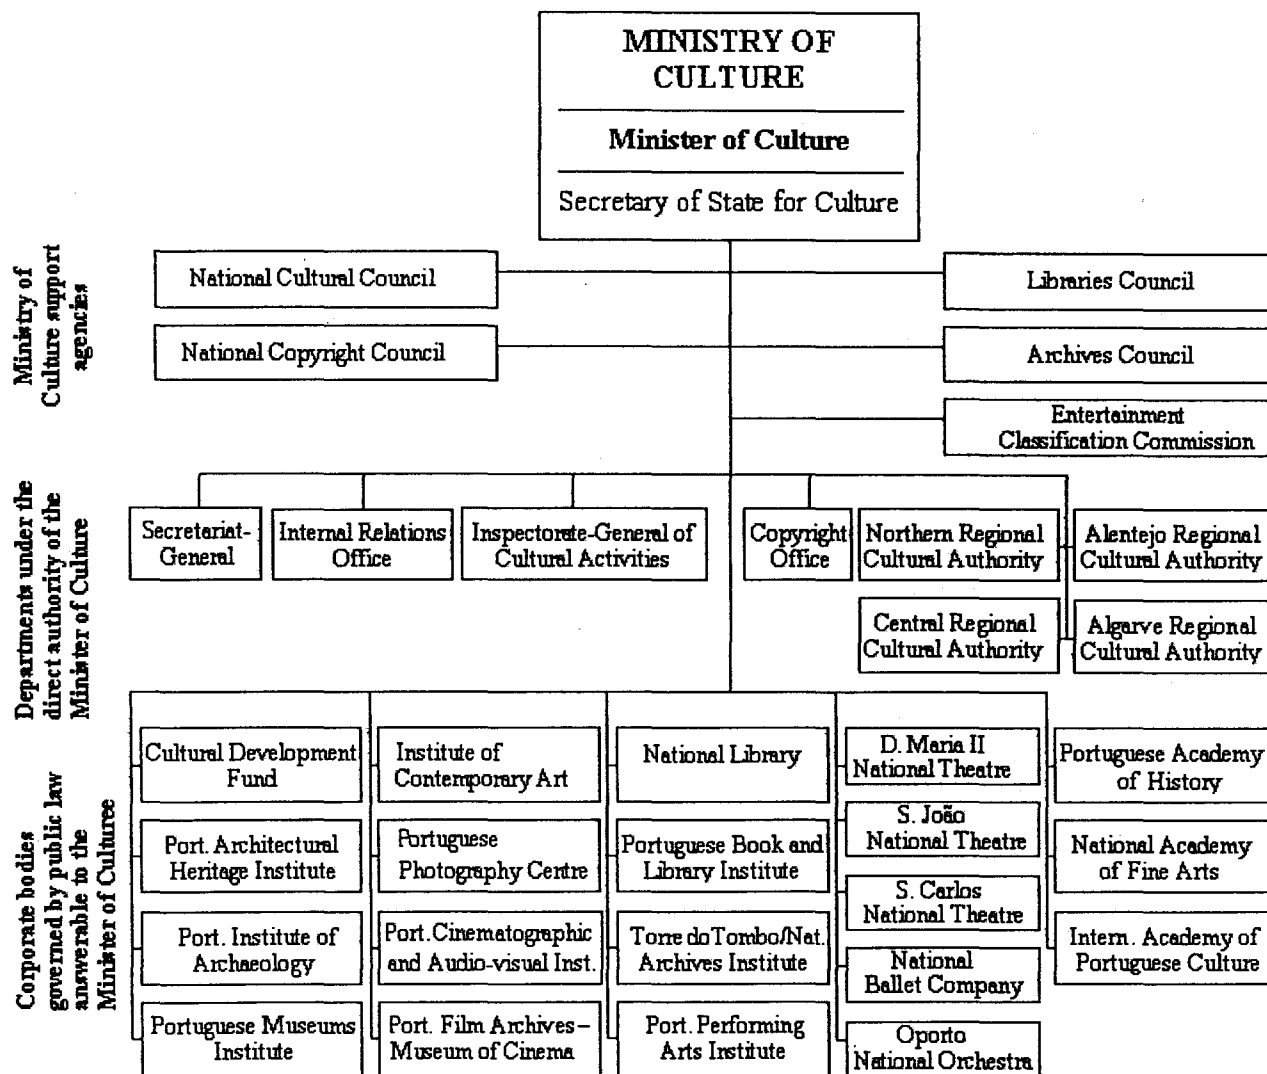 MINISTRY OF
CULTURE
Minister of Culture
Secretary of State for Culture
Ministry of
Culture support
agencies
National Cultural Council
Libraries Council
National Copyright Council
Archives Council
Entertainment
Classification Commission
Departments under the
direct authority of the
Minister of Culture
Secretariat-
General
Internal Relations
Office
Inspectorate-General of
Cultural Activities
Copyright
Office
Northern Regional
Cultural Authority
Alentejo Regional
Cultural Authority
Central Regional
Cultural Authority
Algarve Regional
Cultural Authority
Corporate bodies
governed by public law
answerable to the
Minister of Culturee
Cultural Development
Fund
Port. Architectural
Heritage Institute
Port. Institute of
Archaeology
Portuguese Museums
Institute
Institute of
Contemporary Art
Portuguese
Photography Centre
Port. Cinematographic
and Audio-visual Inst.
Port. Film Archives–
Museum of Cinema
National Library
Portuguese Book and
Library Institute
Torre do Tombo/Nat.
Archives Institute
Port. Performing
Arts Institute
D. Maria II
National Theatre
S. João
National Theatre
S. Carlos
National Theatre
National
Ballet Company
Oporto
National Orchestra
Portuguese Academy
of History
National Academy
of Fine Arts
Intern. Academy of
Portuguese Culture